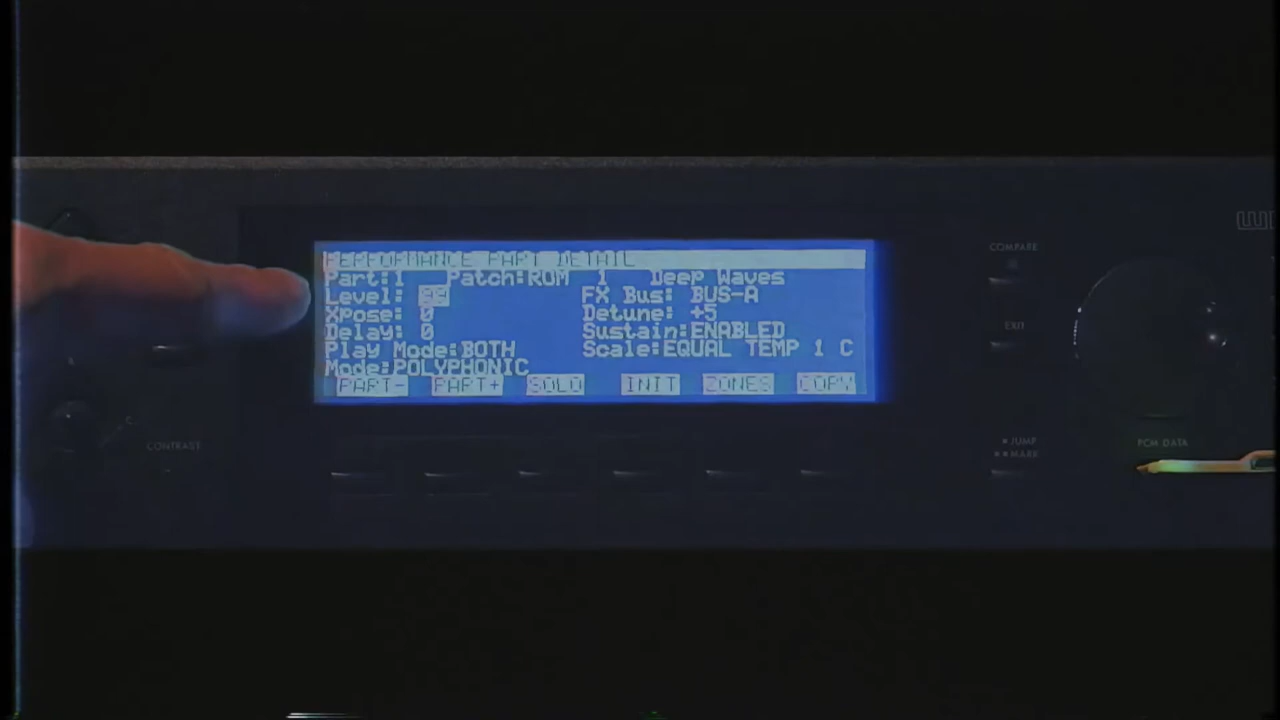 PERFORMANCE PART DETAIL
Part:1 Patch:ROM 1 Deep Waves
Level: 99 FX Bus: BUS-A
Xpose: 0 Detune: +5
Delay: 0 Sustain:ENABLED
Play Mode:BOTH Scale:EQUAL TEMP 1 C
Mode:POLYPHONIC
PART- PART+ SOLO INIT ZONES COPY
COMPARE
EXIT
CONTRAST
*JUMP
**MARK
PCM DATA